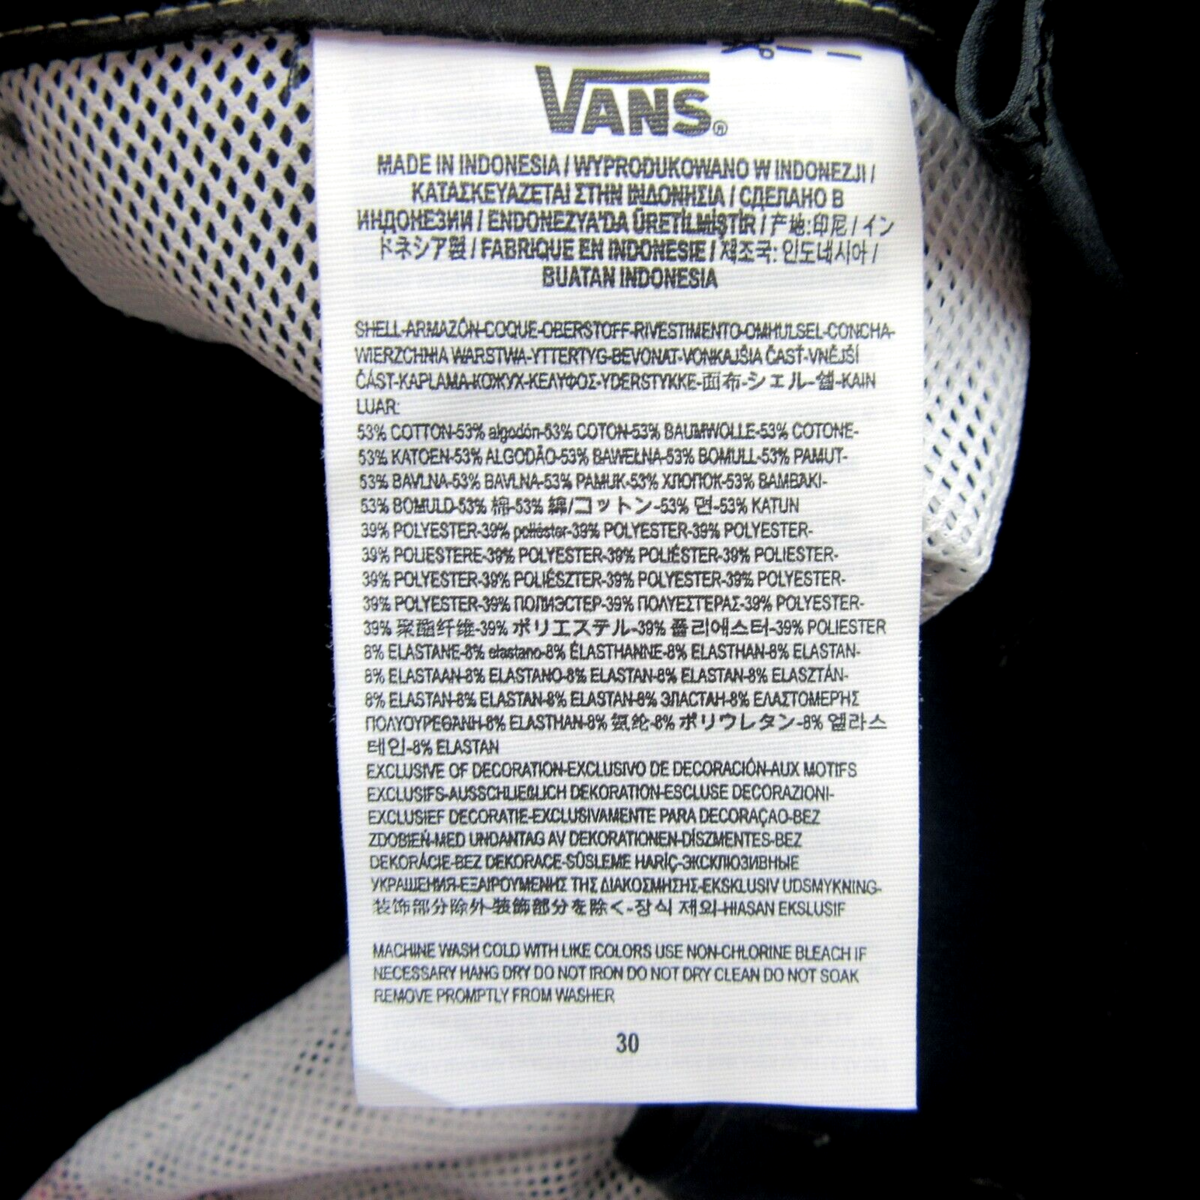 VANS®
MADE IN INDONESIA / WYPRODUKOWANO W INDONEZJI /
ΚΑΤΑΣΚΕΥΑΖΕΤΑΙ ΣΤΗΝ ΙΝΔΟΝΗΣΙΑ / СДЕЛАНО В
ИНДОНЕЗИИ / ENDONEZYA'DA ÜRETİLMİŞTİR / 产地:印尼 / イン
ドネシア製 / FABRIQUE EN INDONESIE / 제조국: 인도네시아 /
BUATAN INDONESIA
SHELL-ARMAZÓN-COQUE-OBERSTOFF-RIVESTIMENTO-OMHULSEL-CONCHA-
WIERZCHNIA WARSTWA-YTTERTYG-BEVONAT-VONKAJŠIA ČASŤ-VNĚJŠÍ
ČÁST-KAPLAMA-КОЖУХ-ΚΕΛΥΦΟΣ-YDERSTYKKE-面布-シェル-쉘-KAIN
LUAR:
53% COTTON-53% algodón-53% COTON-53% BAUMWOLLE-53% COTONE-
53% KATOEN-53% ALGODÃO-53% BAWEŁNA-53% BOMULL-53% PAMUT-
53% BAVLNA-53% BAVLNA-53% PAMUK-53% ХЛОПОК-53% ΒΑΜΒΑΚΙ-
53% BOMULD-53% 棉-53% 綿/コットン-53% 면-53% KATUN
39% POLYESTER-39% poliéster-39% POLYESTER-39% POLYESTER-
39% POLIESTERE-39% POLYESTER-39% POLIÉSTER-39% POLIESTER-
39% POLYESTER-39% POLIÉSZTER-39% POLYESTER-39% POLYESTER-
39% POLYESTER-39% ПОЛИЭСТЕР-39% ΠΟΛΥΕΣΤΕΡΑΣ-39% POLYESTER-
39% 聚酯纤维-39% ポリエステル-39% 폴리에스터-39% POLIESTER
8% ELASTANE-8% elastano-8% ÉLASTHANNE-8% ELASTHAN-8% ELASTAN-
8% ELASTAAN-8% ELASTANO-8% ELASTAN-8% ELASTAN-8% ELASZTÁN-
8% ELASTAN-8% ELASTAN-8% ELASTAN-8% ЭЛАСТАН-8% ΕΛΑΣΤΟΜΕΡΉΣ
ΠΟΛΥΟΥΡΕΘΑΝΗ-8% ELASTHAN-8% 氨纶-8% ポリウレタン-8% 엘라스
테인-8% ELASTAN
EXCLUSIVE OF DECORATION-EXCLUSIVO DE DECORACIÓN-AUX MOTIFS
EXCLUSIFS-AUSSCHLIEßLICH DEKORATION-ESCLUSE DECORAZIONI-
EXCLUSIEF DECORATIE-EXCLUSIVAMENTE PARA DECORAÇAO-BEZ
ZDOBIEŃ-MED UNDANTAG AV DEKORATIONEN-DÍSZMENTES-BEZ
DEKORÁCIE-BEZ DEKORACE-SÜSLEME HARİÇ-ЭКСКЛЮЗИВНЫЕ
УКРАШЕНИЯ-ΕΞΑΙΡΟΥΜΕΝΗΣ ΤΗΣ ΔΙΑΚΟΣΜΗΣΗΣ-EKSKLUSIV UDSMYKNING-
装饰部分除外-装飾部分を除く-장식 제외-HIASAN EKSLUSIF
MACHINE WASH COLD WITH LIKE COLORS USE NON-CHLORINE BLEACH IF
NECESSARY HANG DRY DO NOT IRON DO NOT DRY CLEAN DO NOT SOAK
REMOVE PROMPTLY FROM WASHER
30